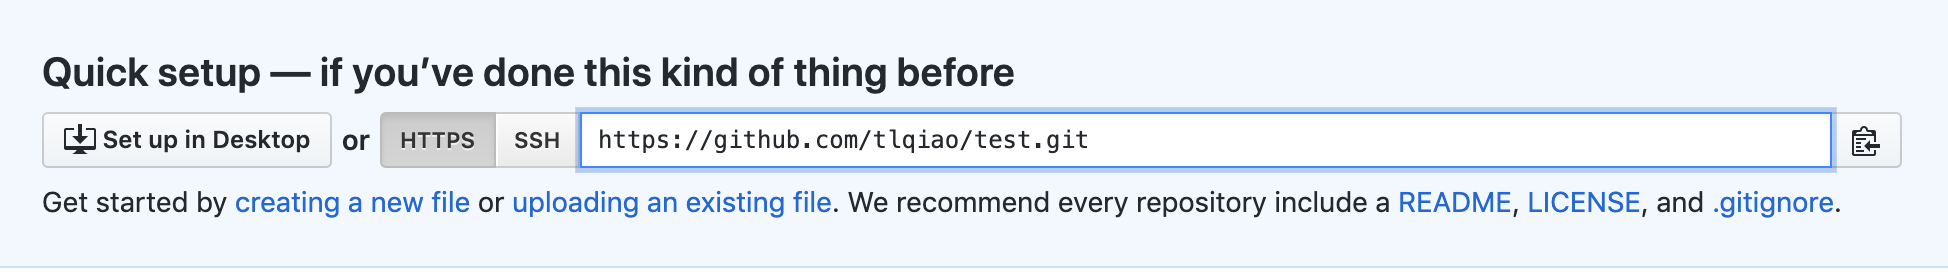 Quick setup — if you’ve done this kind of thing before
Set up in Desktop or HTTPS SSH https://github.com/tlqiao/test.git
Get started by creating a new file or uploading an existing file. We recommend every repository include a README, LICENSE, and .gitignore.